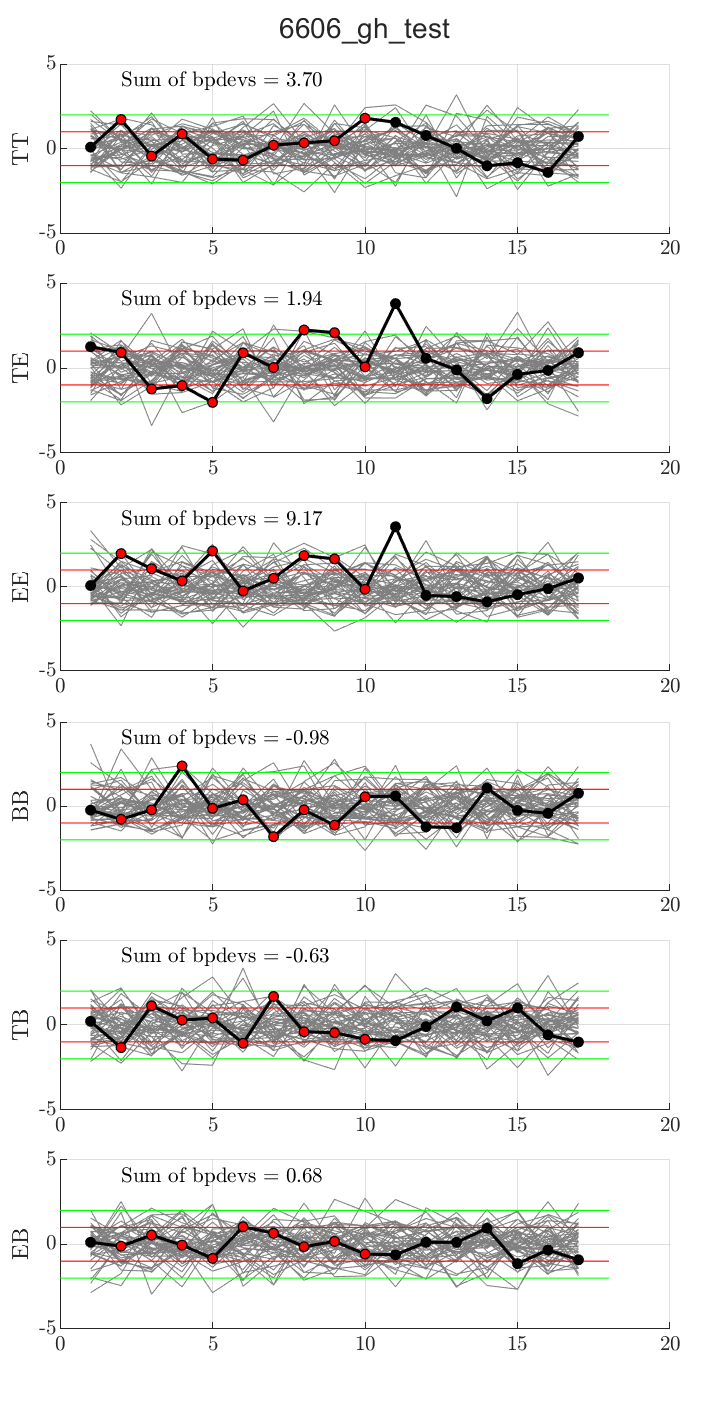 6606_gh_test
5
Sum of bpdevs = 3.70
TT
0
-5
0 5 10 15 20
5
Sum of bpdevs = 1.94
TE
0
-5
0 5 10 15 20
5
Sum of bpdevs = 9.17
EE
0
-5
0 5 10 15 20
5
Sum of bpdevs = -0.98
BB
0
-5
0 5 10 15 20
5
Sum of bpdevs = -0.63
TB
0
-5
0 5 10 15 20
5
Sum of bpdevs = 0.68
EB
0
-5
0 5 10 15 20